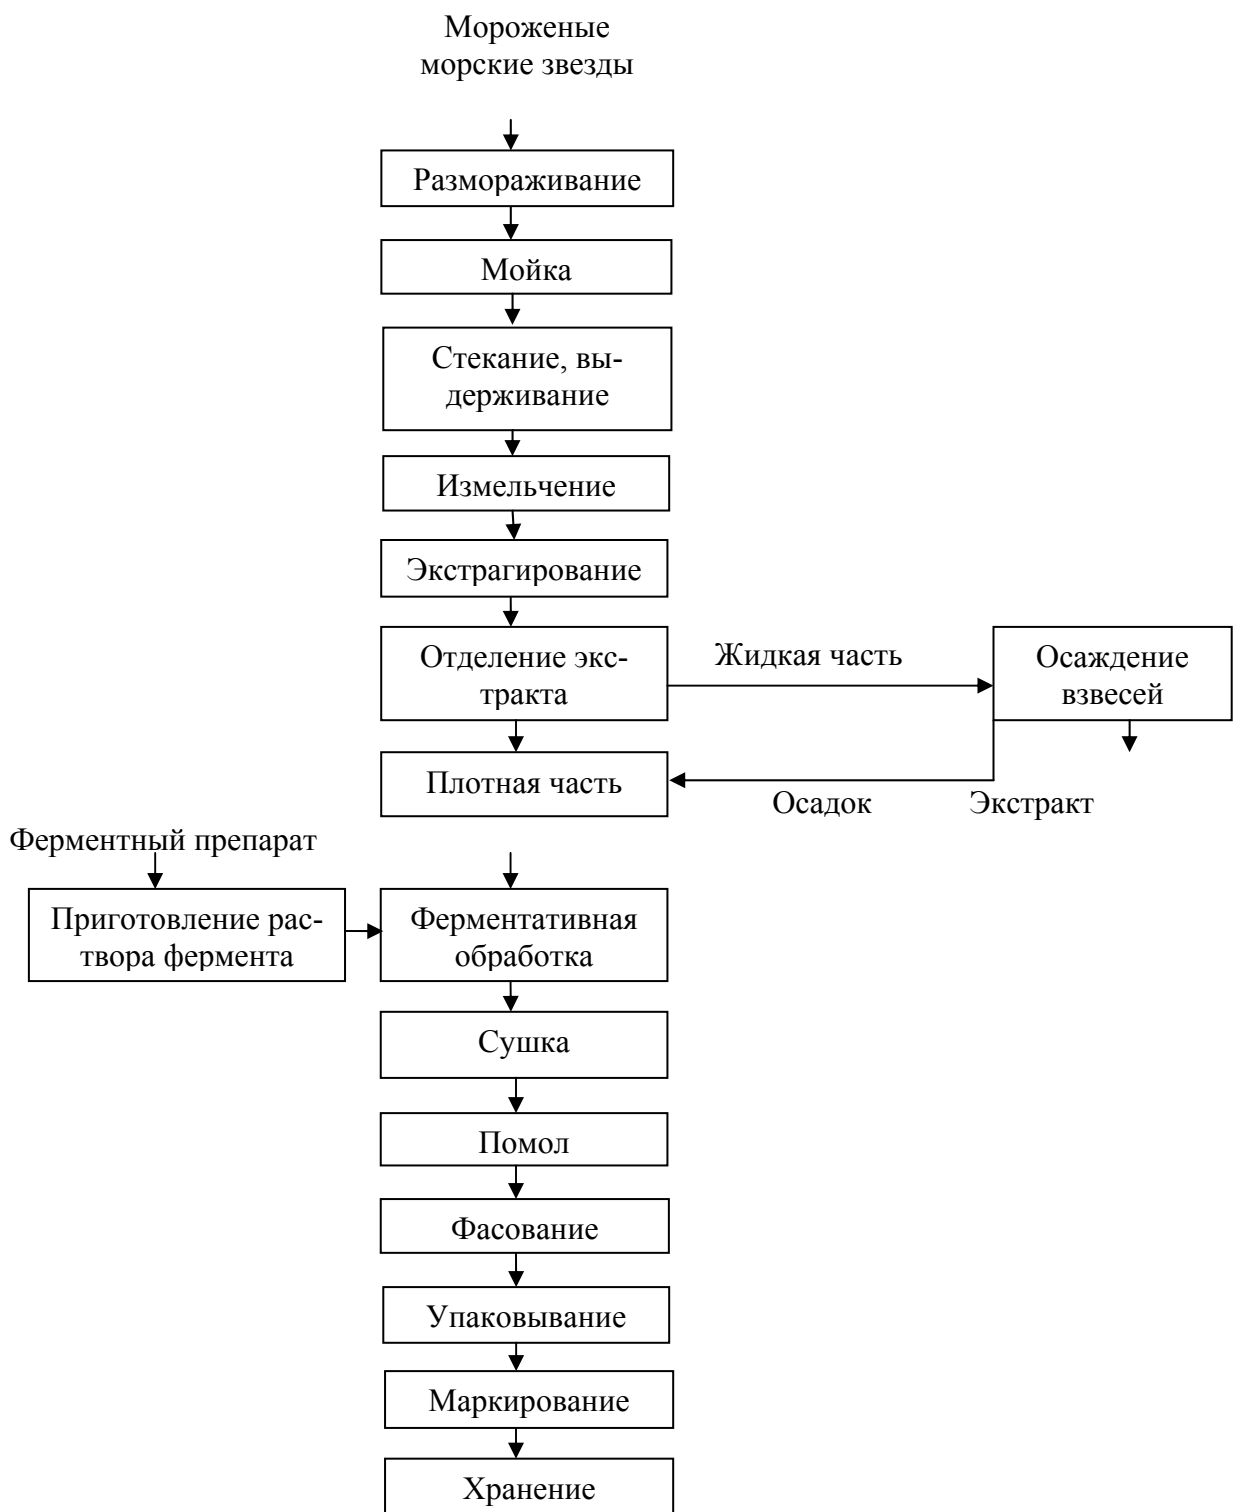 Мороженые
морские звезды
Размораживание
Мойка
Стекание, вы-
держивание
Измельчение
Экстрагирование
Отделение экс-
тракта
Жидкая часть
Осаждение
взвесей
Плотная часть
Осадок
Экстракт
Ферментный препарат
Приготовление рас-
твора фермента
Ферментативная
обработка
Сушка
Помол
Фасование
Упаковывание
Маркирование
Хранение